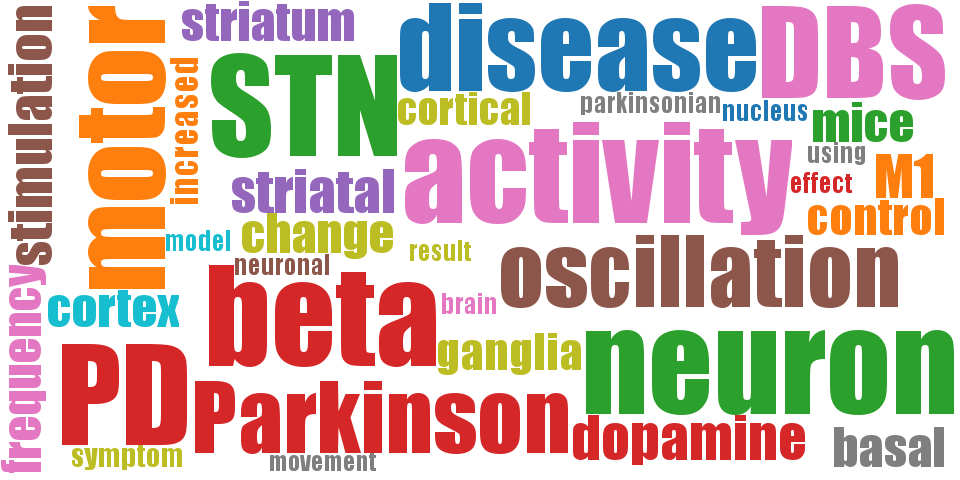 striatum
disease
DBS
stimulation
motor
increased
STN
cortical
parkinsonian
nucleus
mice
activity
using
M1
striatal
effect
control
change
model
result
neuronal
oscillation
frequency
cortex
beta
brain
ganglia
neuron
PD
Parkinson
dopamine
basal
symptom
movement